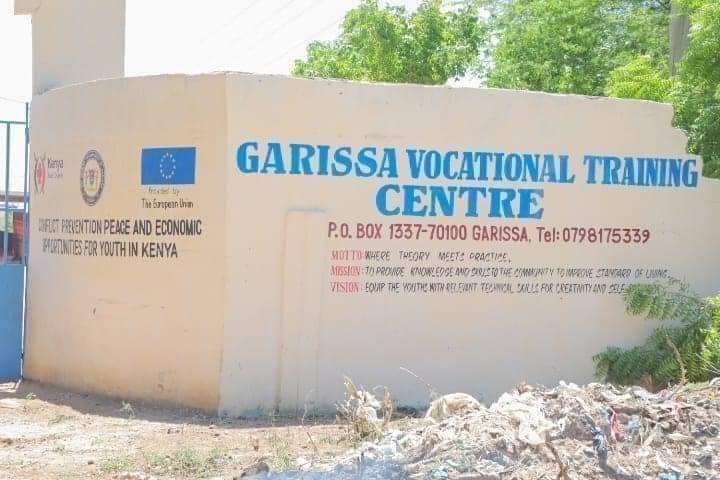 Kenya
Provided by
The European Union
CONFLICT PREVENTION PEACE AND ECONOMIC
OPPORTUNITIES FOR YOUTH IN KENYA
GARISSA VOCATIONAL TRAINING
CENTRE
P.O. BOX 1337-70100 GARISSA. Tel: 0798175339
MOTTO: WHERE THEORY MEETS PRACTICE.
MISSION: TO PROVIDE KNOWLEDGE AND SKILLS TO THE COMMUNITY TO IMPROVE STANDARD OF LIVING.
VISION: EQUIP THE YOUTHS WITH RELEVANT TECHNICAL SKILLS FOR CREATIVITY AND SELF